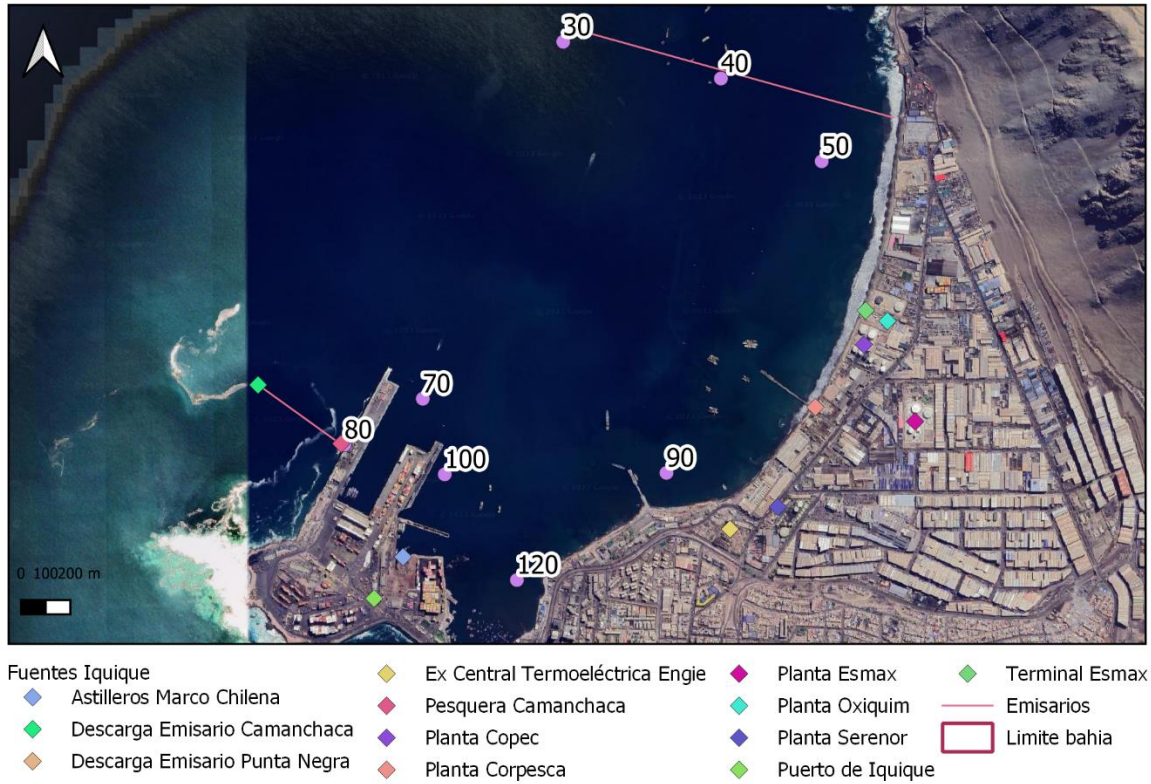 30
40
50
70
80
100
90
120
0 100200 m
Fuentes Iquique
Astilleros Marco Chilena
Descarga Emisario Camanchaca
Descarga Emisario Punta Negra
Ex Central Termoeléctrica Engie
Pesquera Camanchaca
Planta Copec
Planta Corpesca
Planta Esmax
Planta Oxiquim
Planta Serenor
Puerto de Iquique
Terminal Esmax
Emisarios
Limite bahia